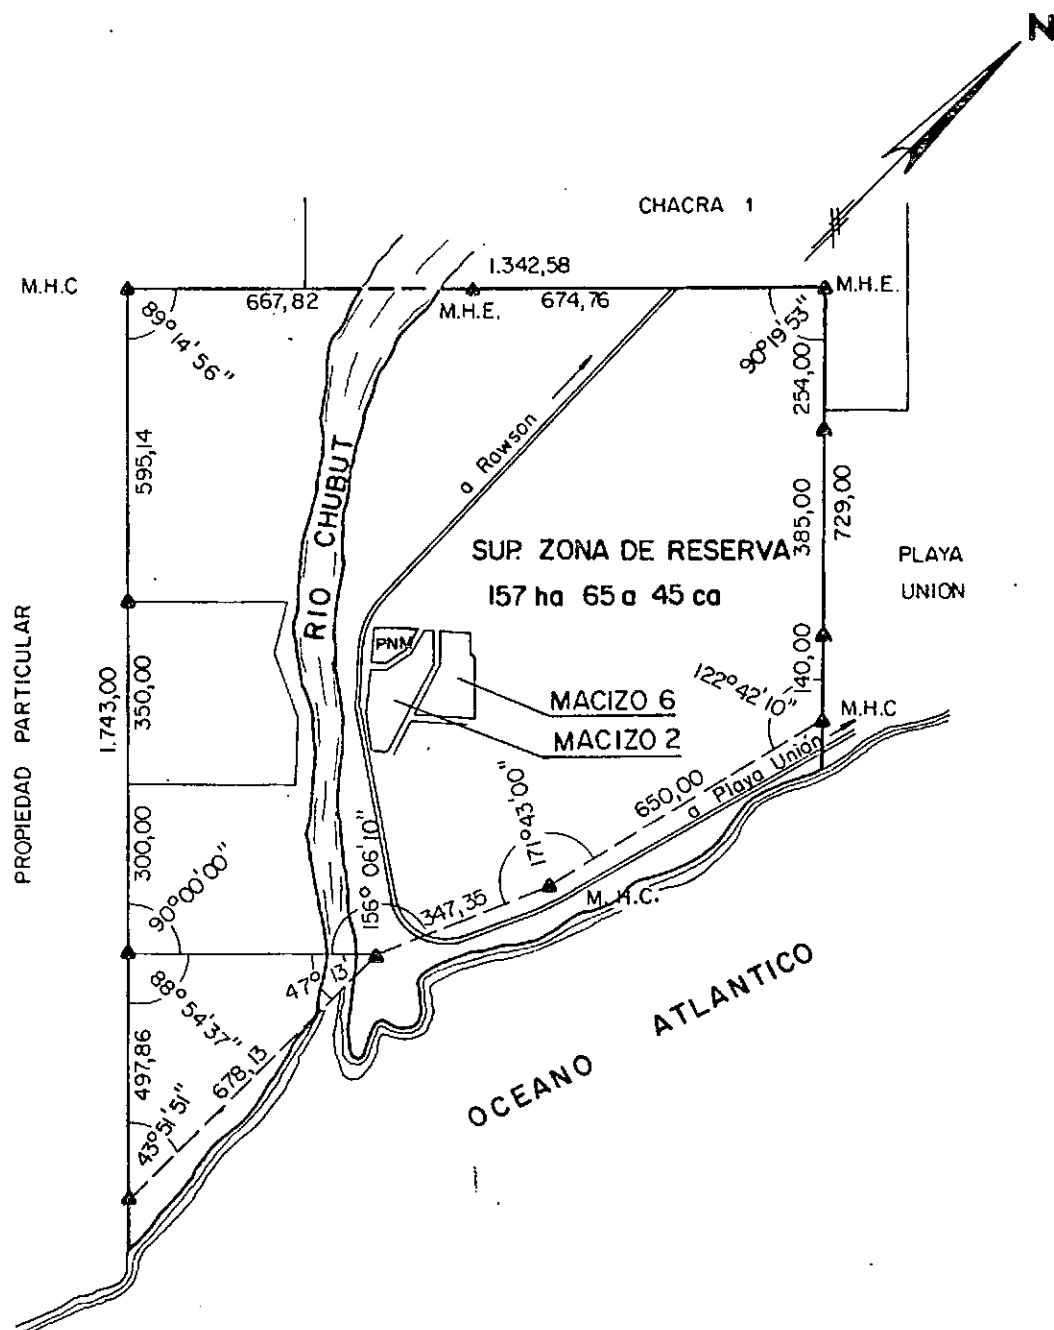 N
CHACRA 1
1.342,58
M.H.C
667,82
M.H.E.
674,76
M.H.E.
89°14'56"
90°19'53"
254,00
595,14
a Rawson
RIO CHUBUT
385,00
729,00
SUP. ZONA DE RESERVA
157 ha 65 a 45 ca
PLAYA
UNION
PROPIEDAD PARTICULAR
1.743,00
350,00
PNM
140,00
122°42'10"
MACIZO 6
MACIZO 2
M.H.C
650,00
a Playa Unión
171°43'00"
300,00
90°00'00"
156° 06'10"
347,35
M.H.C.
47° 13'
88°54'37"
497,86
678,13
43°51'51"
OCEANO ATLANTICO